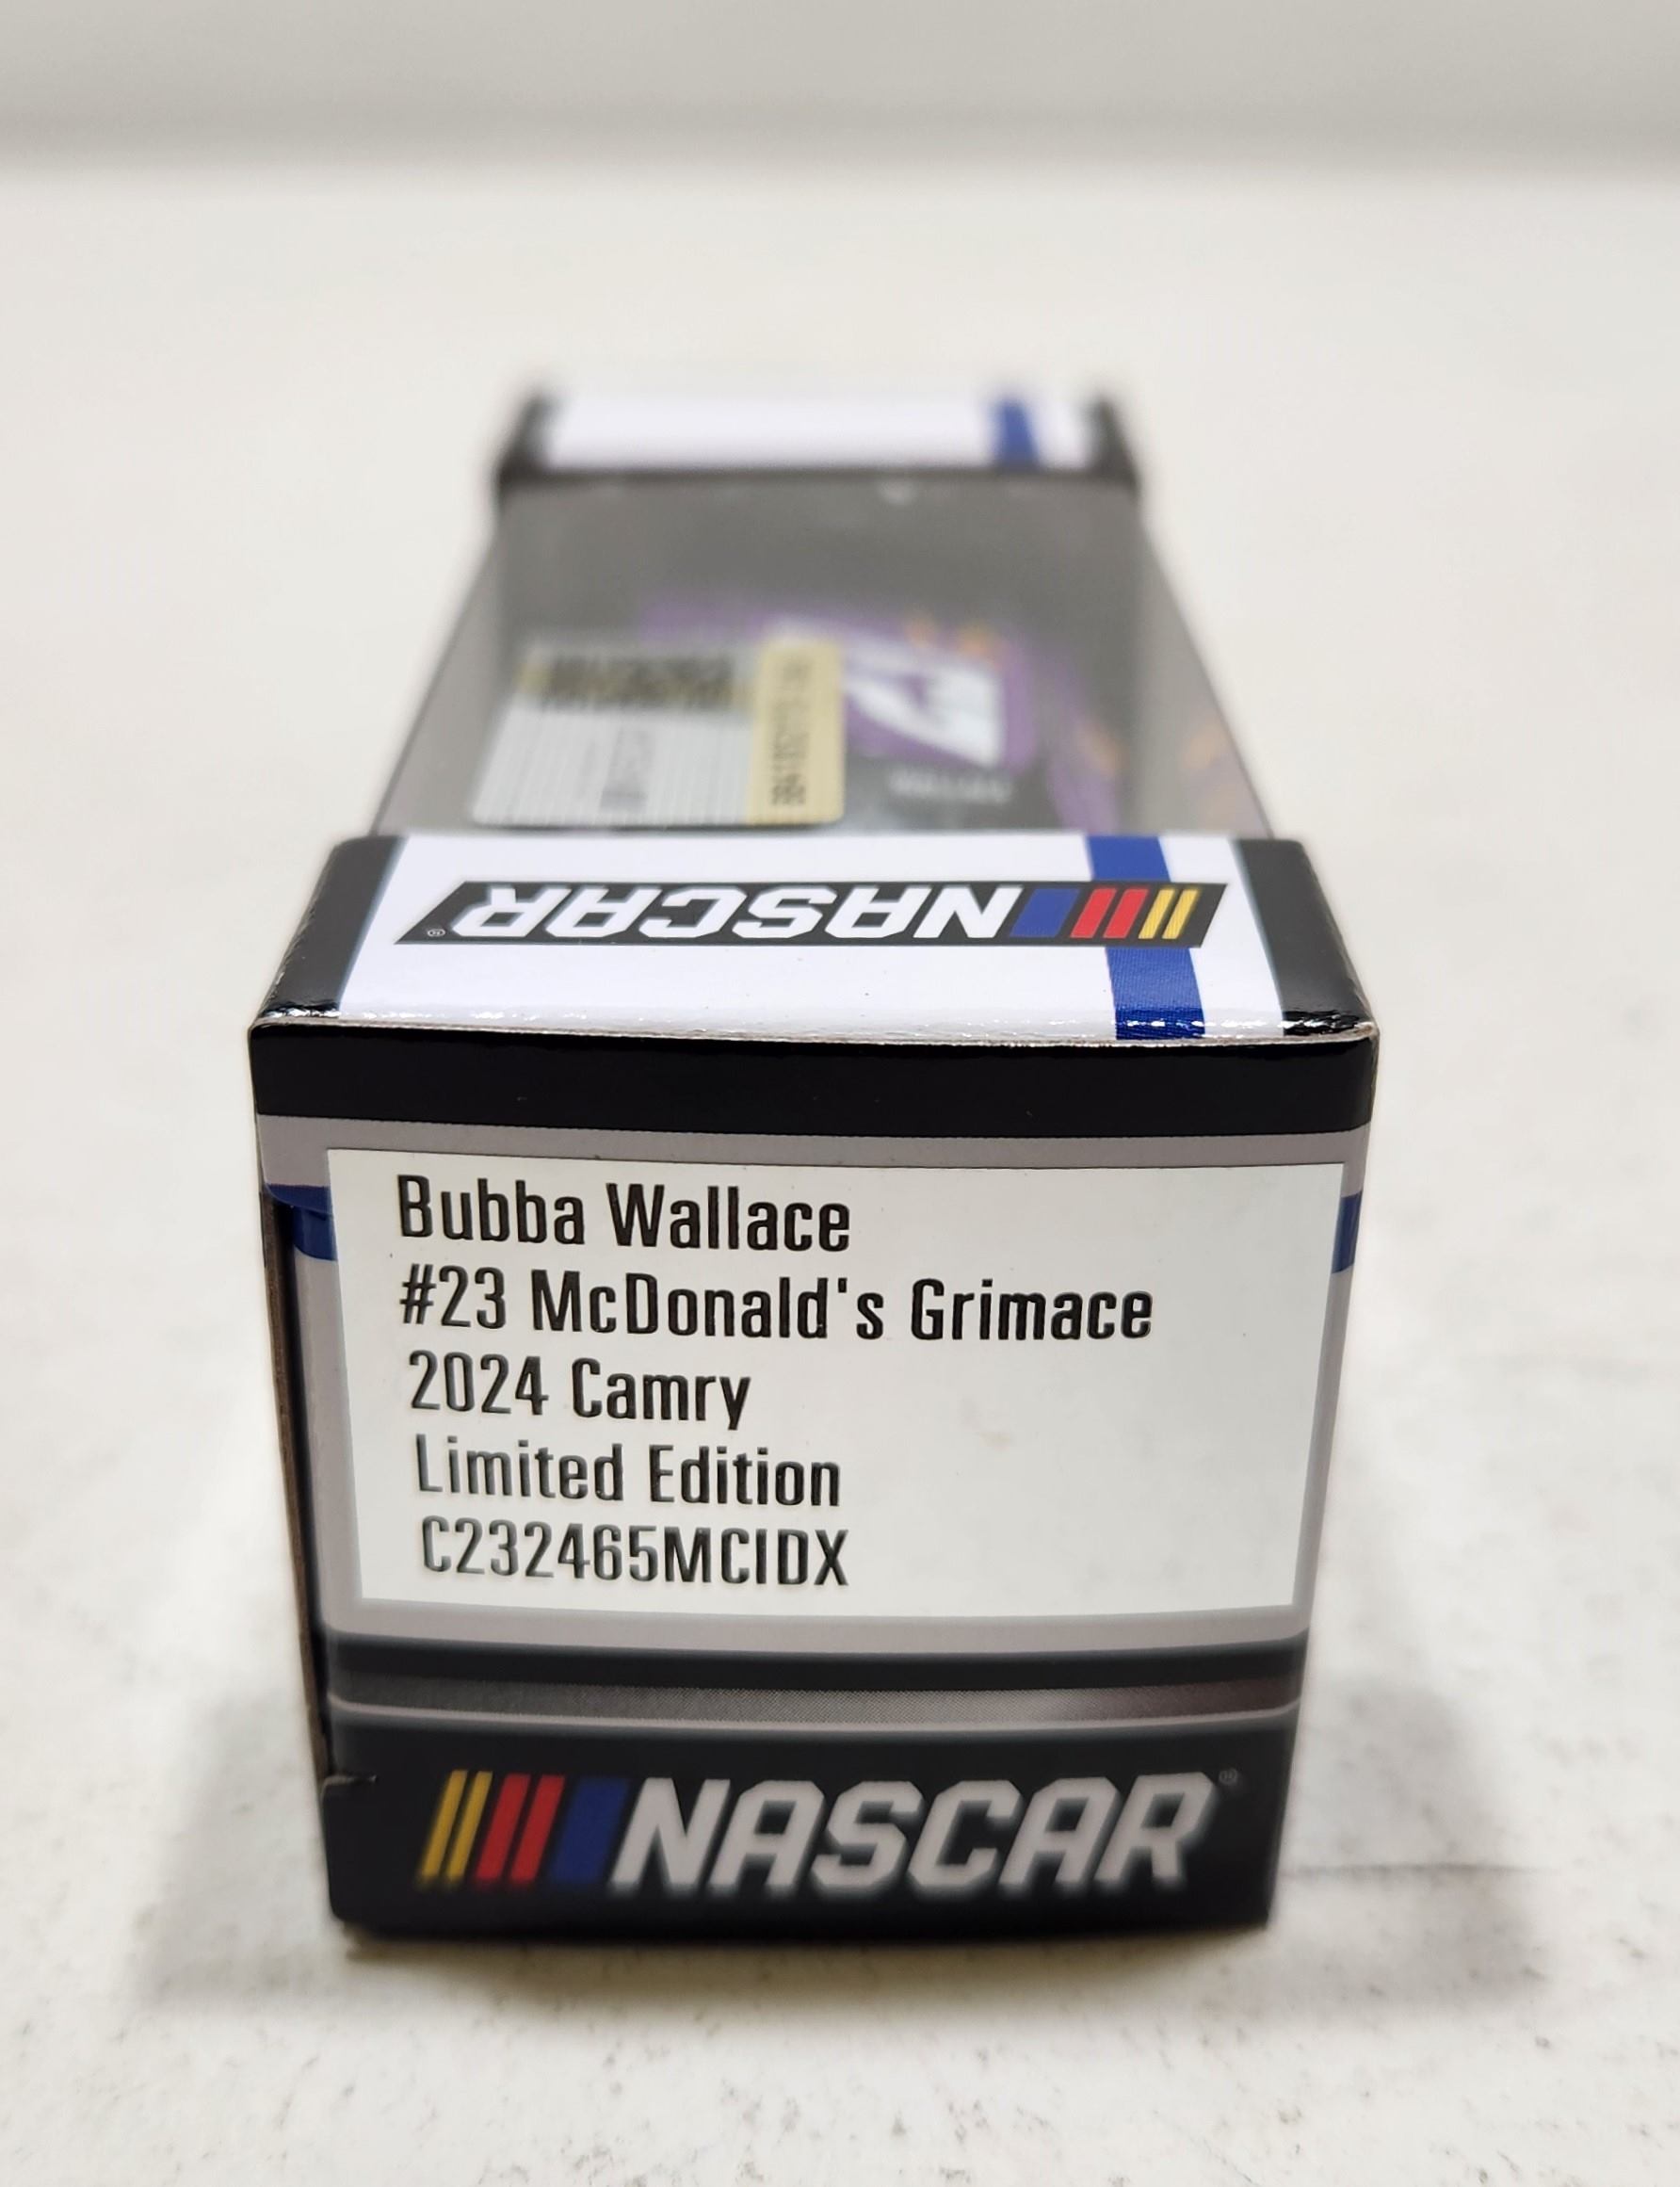 NASCAR
Bubba Wallace
#23 McDonald's Grimace
2024 Camry
Limited Edition
C232465MCIDX
NASCAR